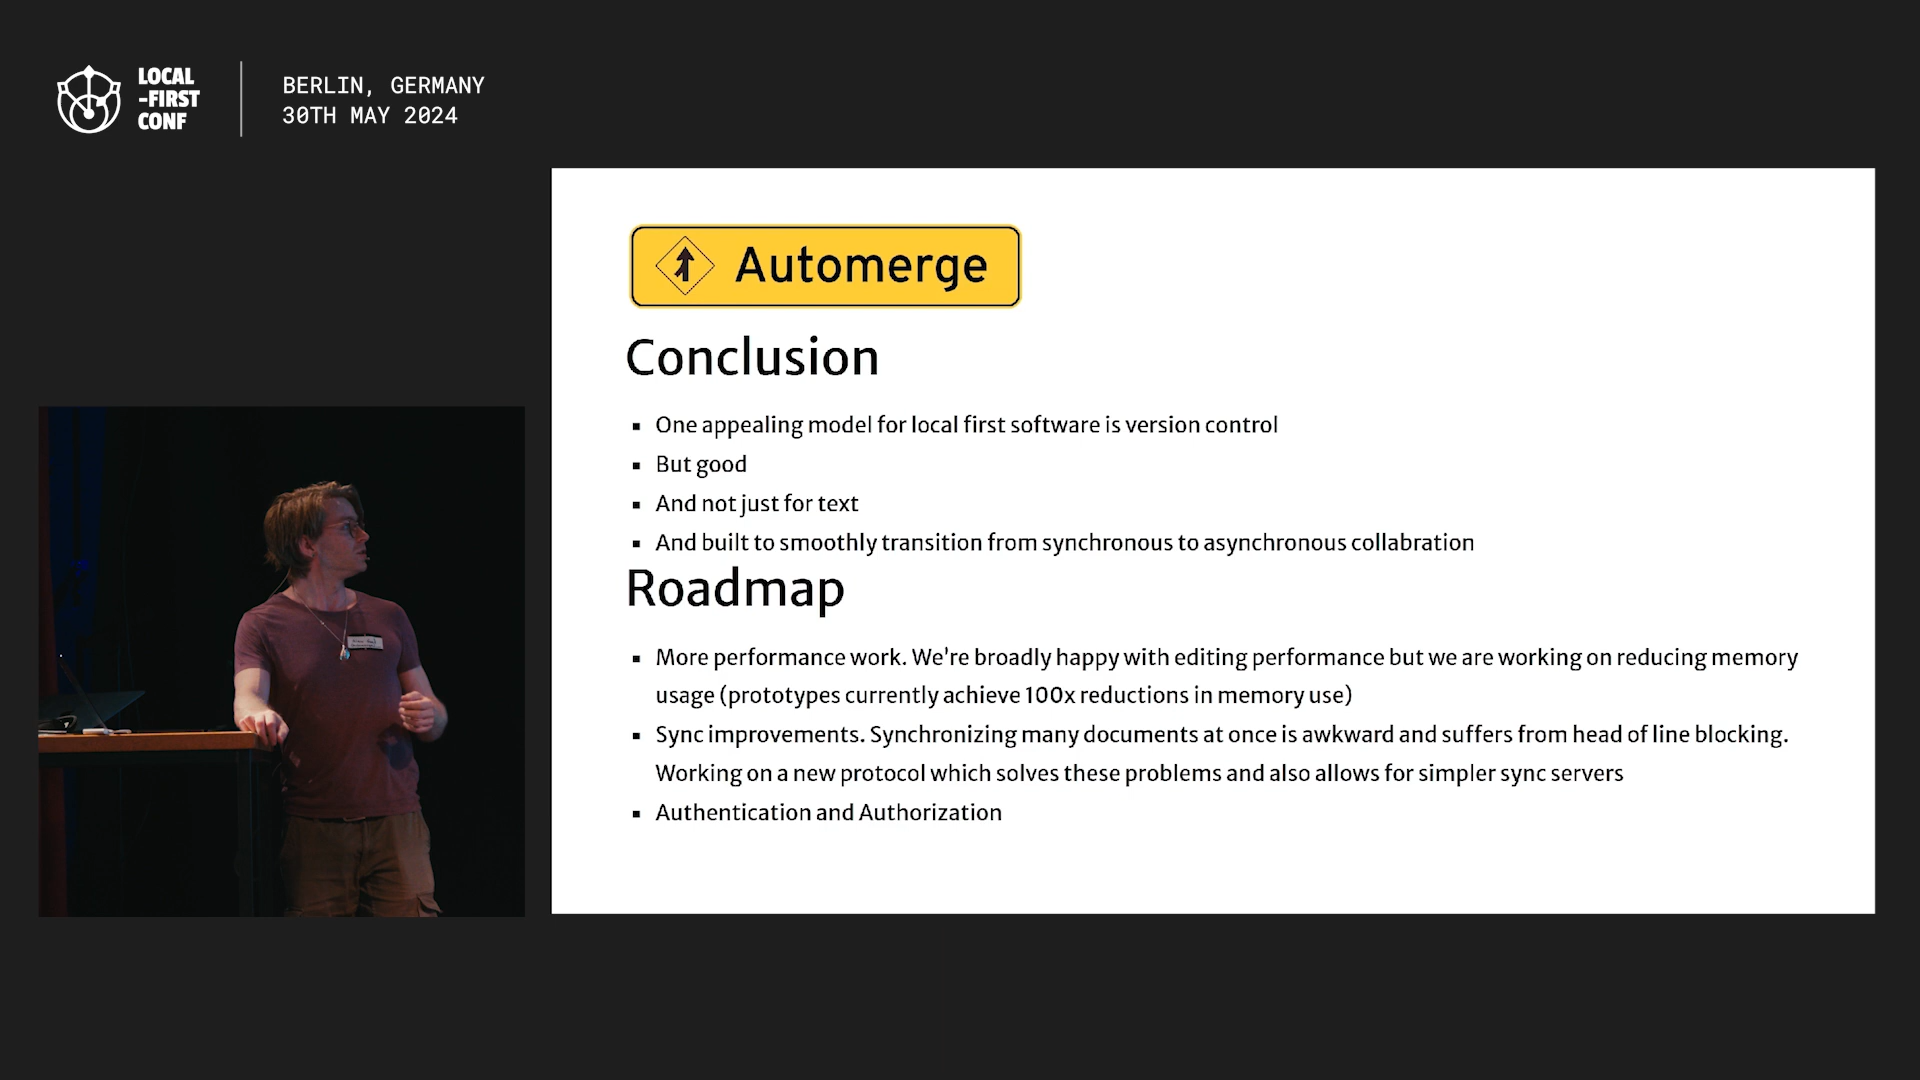 LOCAL
-FIRST
CONF
BERLIN, GERMANY
30TH MAY 2024
Automerge
Conclusion
One appealing model for local first software is version control
But good
And not just for text
And built to smoothly transition from synchronous to asynchronous collabration
Roadmap
More performance work. We're broadly happy with editing performance but we are working on reducing memory
usage (prototypes currently achieve 100x reductions in memory use)
Sync improvements. Synchronizing many documents at once is awkward and suffers from head of line blocking.
Working on a new protocol which solves these problems and also allows for simpler sync servers
Authentication and Authorization